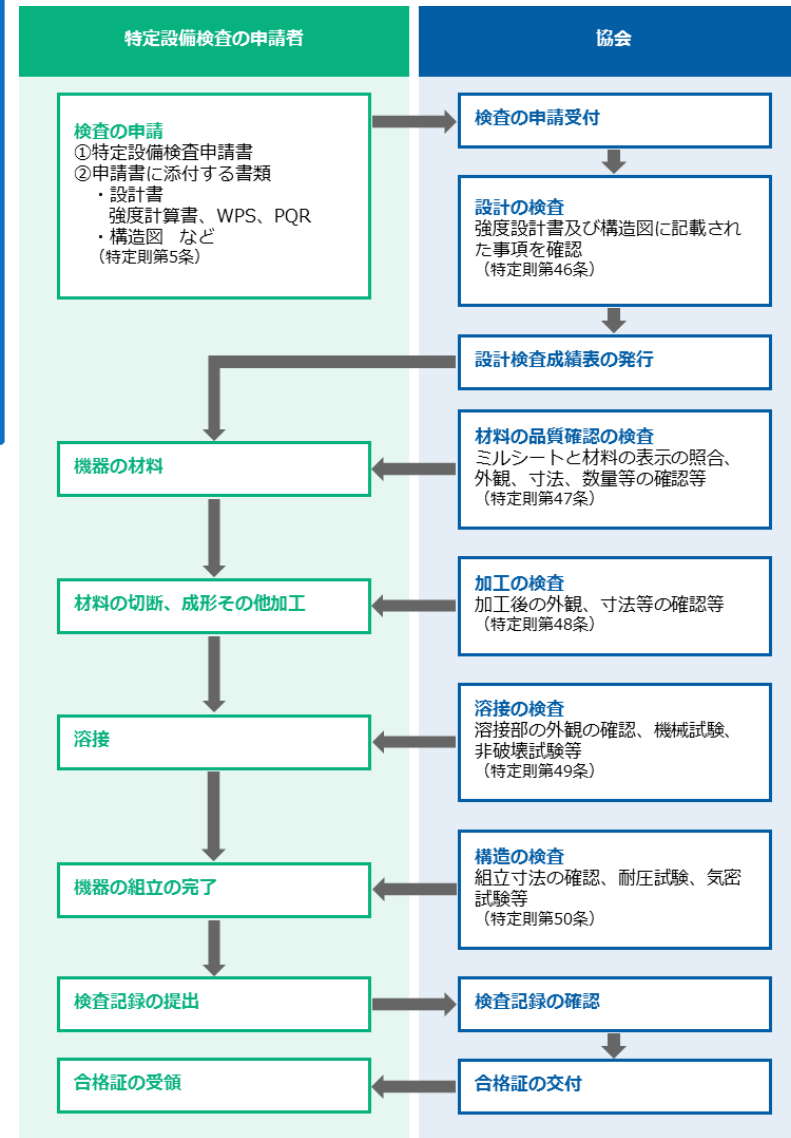 特定設備検査の申請者
協会
検査の申請
①特定設備検査申請書
②申請書に添付する書類
・設計書
強度計算書、WPS、PQR
・構造図 など
（特定則第5条）
検査の申請受付
設計の検査
強度設計書及び構造図に記載され
た事項を確認
（特定則第46条）
設計検査成績表の発行
機器の材料
材料の品質確認の検査
ミルシートと材料の表示の照合、
外観、寸法、数量等の確認等
（特定則第47条）
材料の切断、成形その他加工
加工の検査
加工後の外観、寸法等の確認等
（特定則第48条）
溶接
溶接の検査
溶接部の外観の確認、機械試験、
非破壊試験等
（特定則第49条）
機器の組立の完了
構造の検査
組立寸法の確認、耐圧試験、気密
試験等
（特定則第50条）
検査記録の提出
検査記録の確認
合格証の受領
合格証の交付